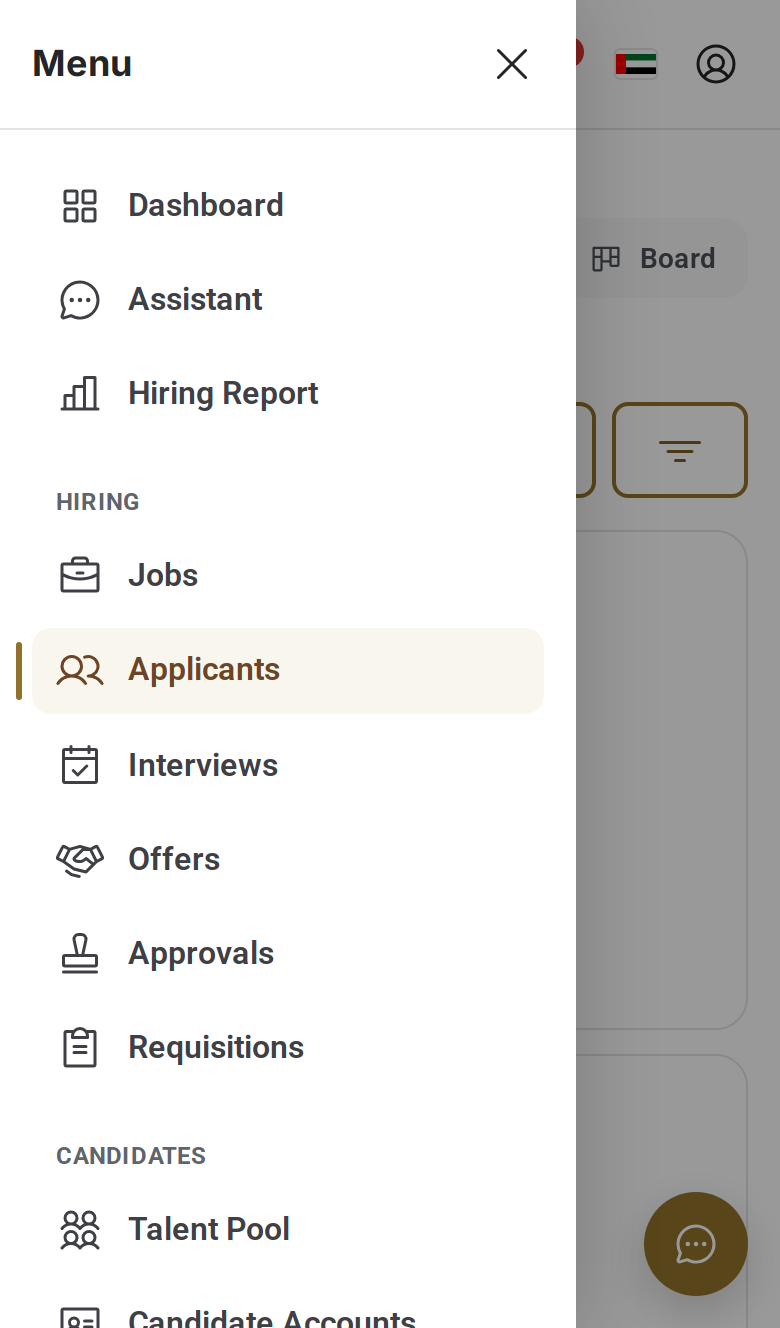 Menu
Dashboard
Board
Assistant
Hiring Report
HIRING
Jobs
Applicants
Interviews
Offers
Approvals
Requisitions
CANDIDATES
Talent Pool
Candidate Accounts